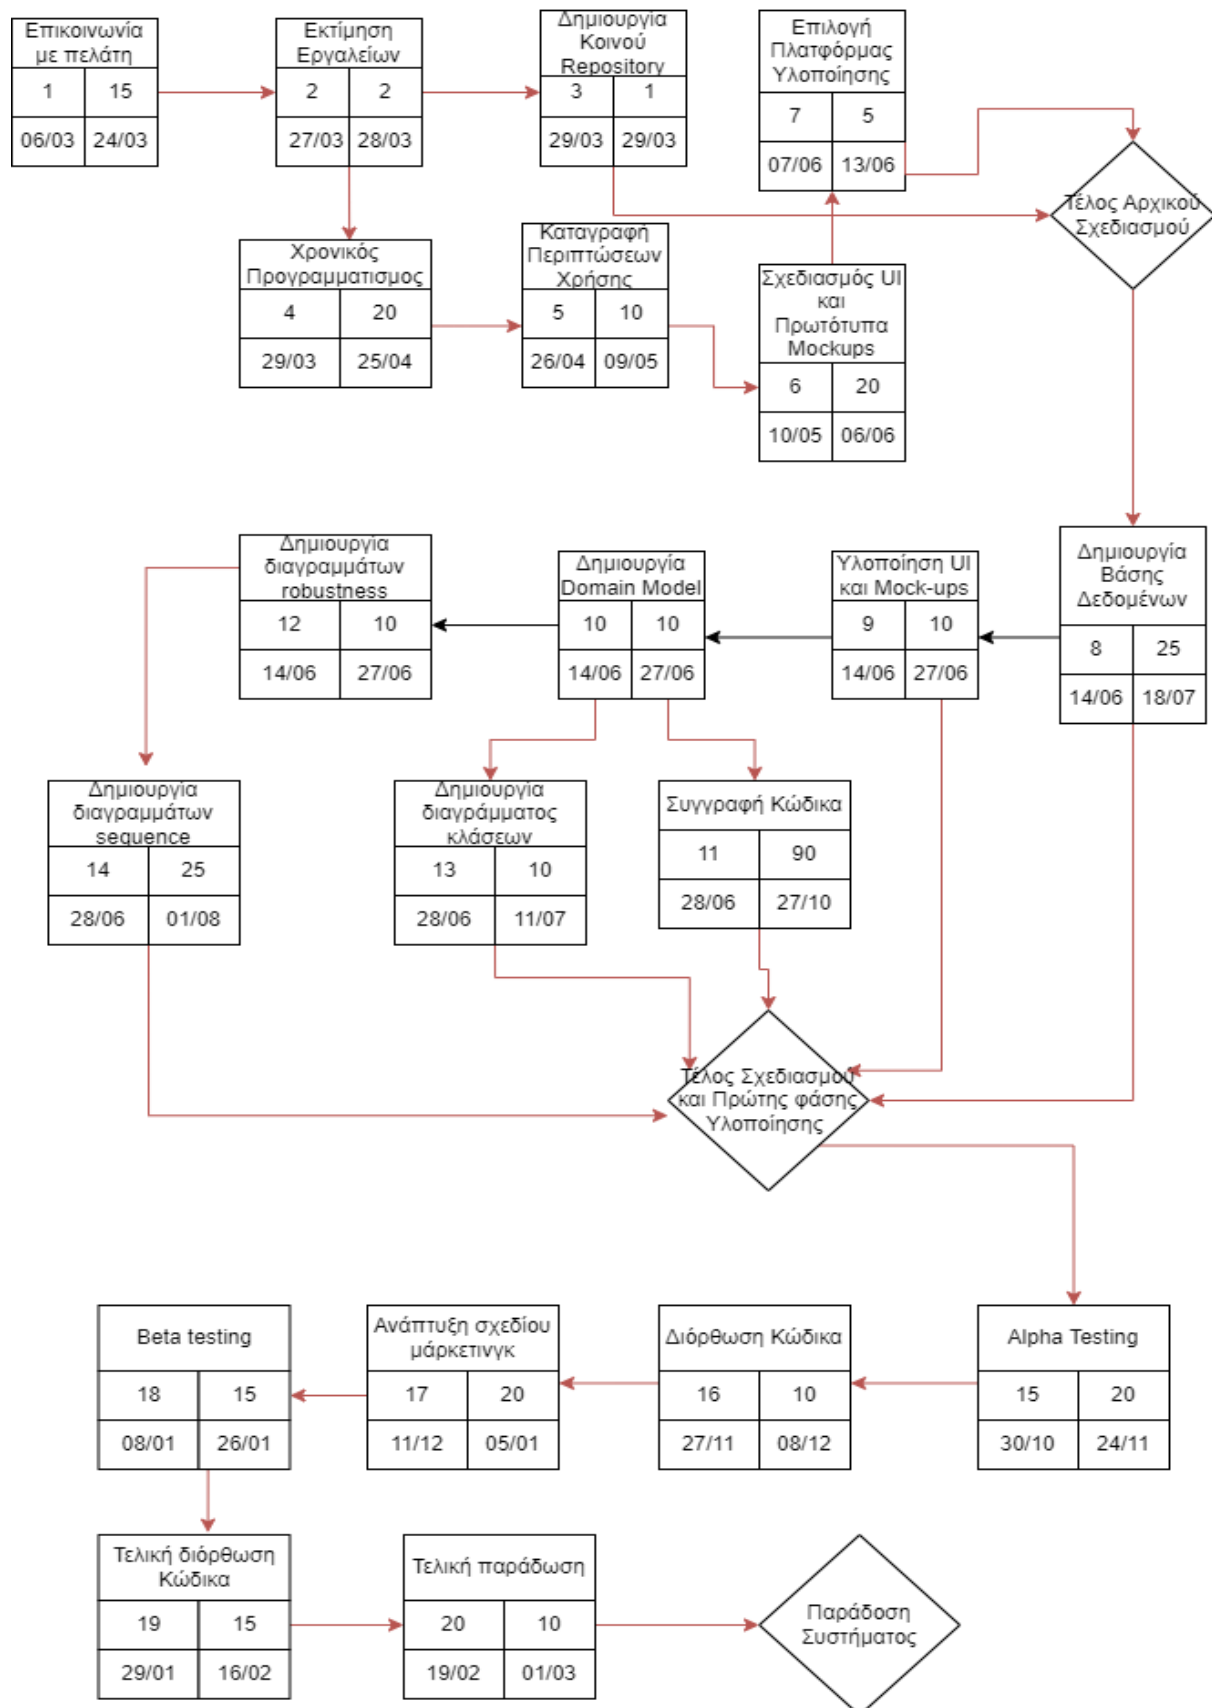 Επικοινωνία
με πελάτη
1 15
06/03 24/03
Εκτίμηση
Εργαλείων
2 2
27/03 28/03
Δημιουργία
Κοινού
Repository
3 1
29/03 29/03
Επιλογή
Πλατφόρμας
Υλοποίησης
7 5
07/06 13/06
Τέλος Αρχικού
Σχεδιασμού
Χρονικός
Προγραμματισμος
4 20
29/03 25/04
Καταγραφή
Περιπτώσεων
Χρήσης
5 10
26/04 09/05
Σχεδιασμός UI
και
Πρωτότυπα
Mockups
6 20
10/05 06/06
Δημιουργία
διαγραμμάτων
robustness
12 10
14/06 27/06
Δημιουργία
Domain Model
10 10
14/06 27/06
Υλοποίηση UI
και Mock-ups
9 10
14/06 27/06
Δημιουργία
Βάσης
Δεδομένων
8 25
14/06 18/07
Δημιουργία
διαγραμμάτων
sequence
14 25
28/06 01/08
Δημιουργία
διαγράμματος
κλάσεων
13 10
28/06 11/07
Συγγραφή Κώδικα
11 90
28/06 27/10
Τέλος Σχεδιασμού
και Πρώτης φάσης
Υλοποίησης
Beta testing
18 15
08/01 26/01
Ανάπτυξη σχεδίου
μάρκετινγκ
17 20
11/12 05/01
Διόρθωση Κώδικα
16 10
27/11 08/12
Alpha Testing
15 20
30/10 24/11
Τελική διόρθωση
Κώδικα
19 15
29/01 16/02
Τελική παράδωση
20 10
19/02 01/03
Παράδοση
Συστήματος